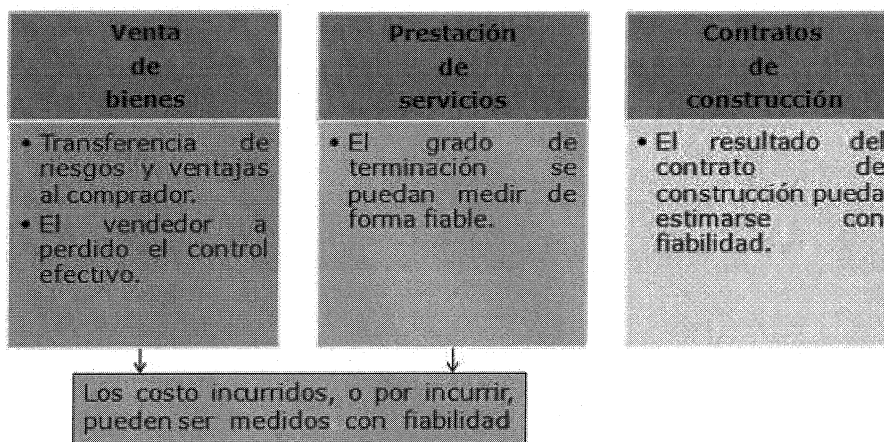 Venta
de
bienes
• Transferencia de
riesgos y ventajas
al comprador.
• El vendedor a
perdido el control
efectivo.
Prestación
de
servicios
• El grado de
terminación se
puedan medir de
forma fiable.
Contratos
de
construcción
• El resultado del
contrato de
construcción pueda
estimarse con
fiabilidad.
Los costo incurridos, o por incurrir,
pueden ser medidos con fiabilidad